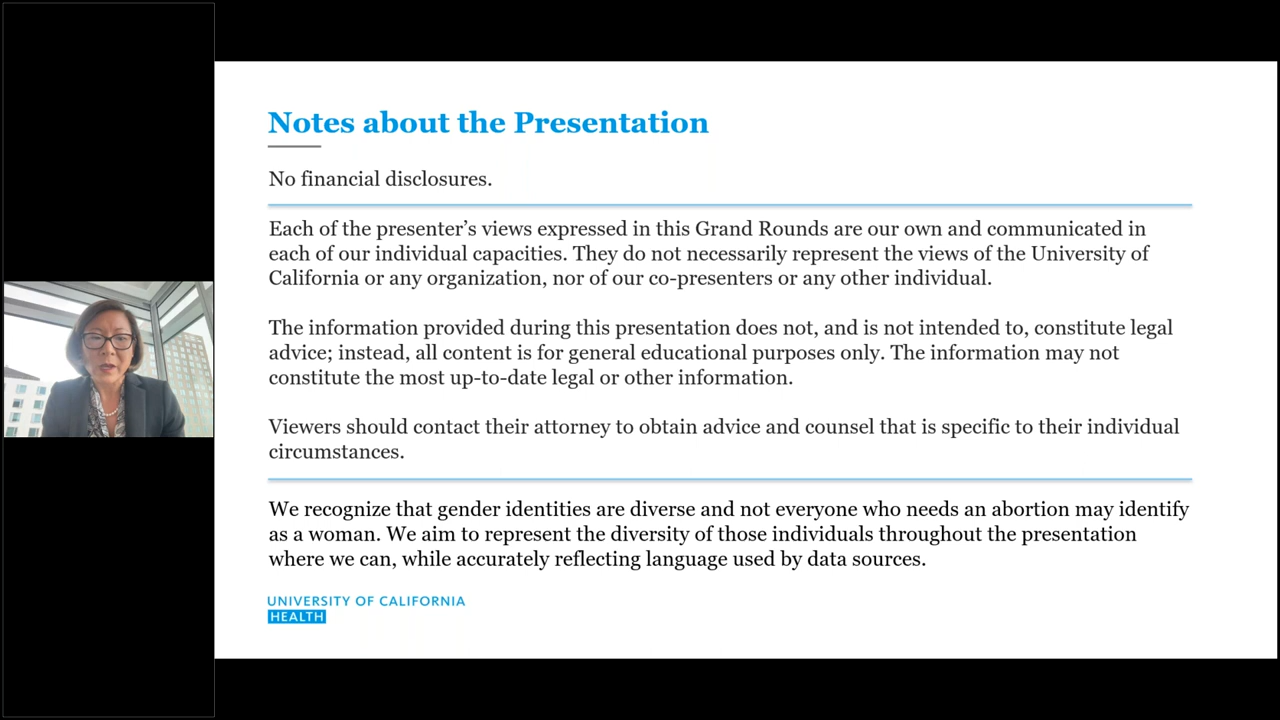 Notes about the Presentation
No financial disclosures.
Each of the presenter’s views expressed in this Grand Rounds are our own and communicated in
each of our individual capacities. They do not necessarily represent the views of the University of
California or any organization, nor of our co-presenters or any other individual.
The information provided during this presentation does not, and is not intended to, constitute legal
advice; instead, all content is for general educational purposes only. The information may not
constitute the most up-to-date legal or other information.
Viewers should contact their attorney to obtain advice and counsel that is specific to their individual
circumstances.
We recognize that gender identities are diverse and not everyone who needs an abortion may identify
as a woman. We aim to represent the diversity of those individuals throughout the presentation
where we can, while accurately reflecting language used by data sources.
UNIVERSITY OF CALIFORNIA
HEALTH